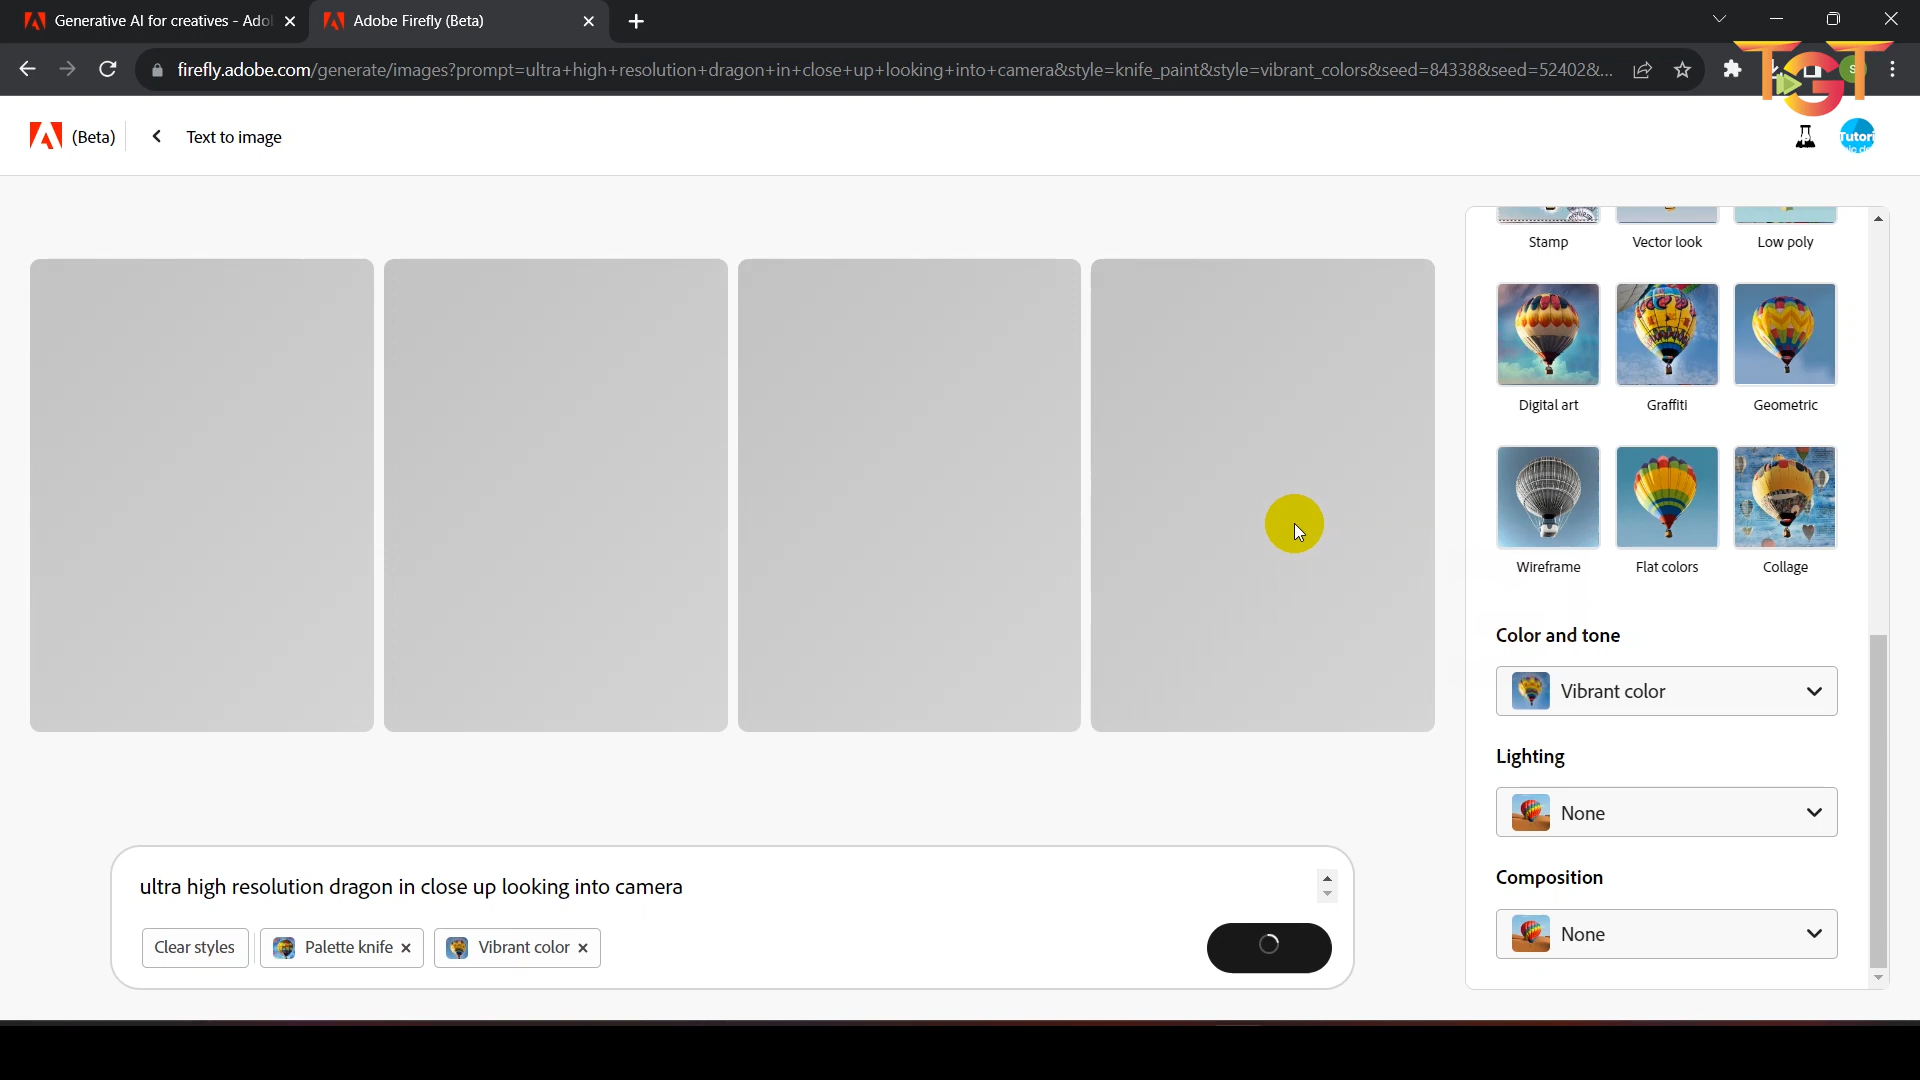 Generative AI for creatives - Ado
Adobe Firefly (Beta)
firefly.adobe.com/generate/images?prompt=ultra+high+resolution+dragon+in+close+up+looking+into+camera&style=knife_paint&style=vibrant_colors&seed=84338&seed=52402&...
S
TGT
(Beta)
Text to image
Tutori
Stamp
Vector look
Low poly
Digital art
Graffiti
Geometric
Wireframe
Flat colors
Collage
Color and tone
Vibrant color
Lighting
None
Composition
None
ultra high resolution dragon in close up looking into camera
Clear styles
Palette knife
Vibrant color